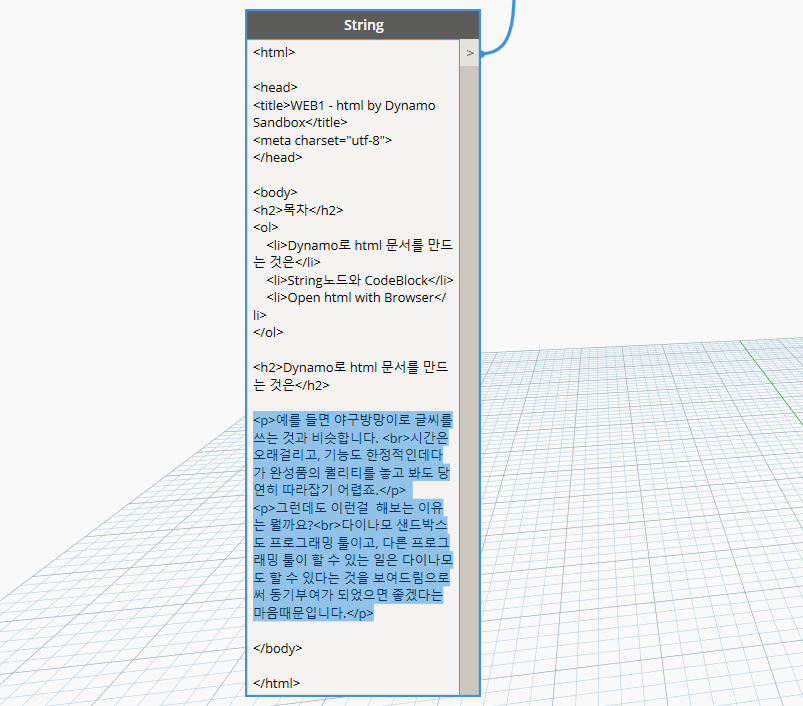 String
<html>
>
<head>
<title>WEB1 - html by Dynamo
Sandbox</title>
<meta charset="utf-8">
</head>
<body>
<h2>목차</h2>
<ol>
<li>Dynamo로 html 문서를 만드
는 것은</li>
<li>String노드와 CodeBlock</li>
<li>Open html with Browser</
li>
</ol>
<h2>Dynamo로 html 문서를 만드
는 것은</h2>
<p>예를 들면 야구방망이로 글씨를
쓰는 것과 비슷합니다. <br>시간은
오래걸리고, 기능도 한정적인데다
가 완성품의 퀄리티를 놓고 봐도 당
연히 따라잡기 어렵죠.</p>
<p>그런데도 이런걸  해보는 이유
는 뭘까요?<br>다이나모 샌드박스
도 프로그래밍 툴이고, 다른 프로그
래밍 툴이 할 수 있는 일은 다이나모
도 할 수 있다는 것을 보여드림으로
써 동기부여가 되었으면 좋겠다는
마음때문입니다.</p>
</body>
</html>